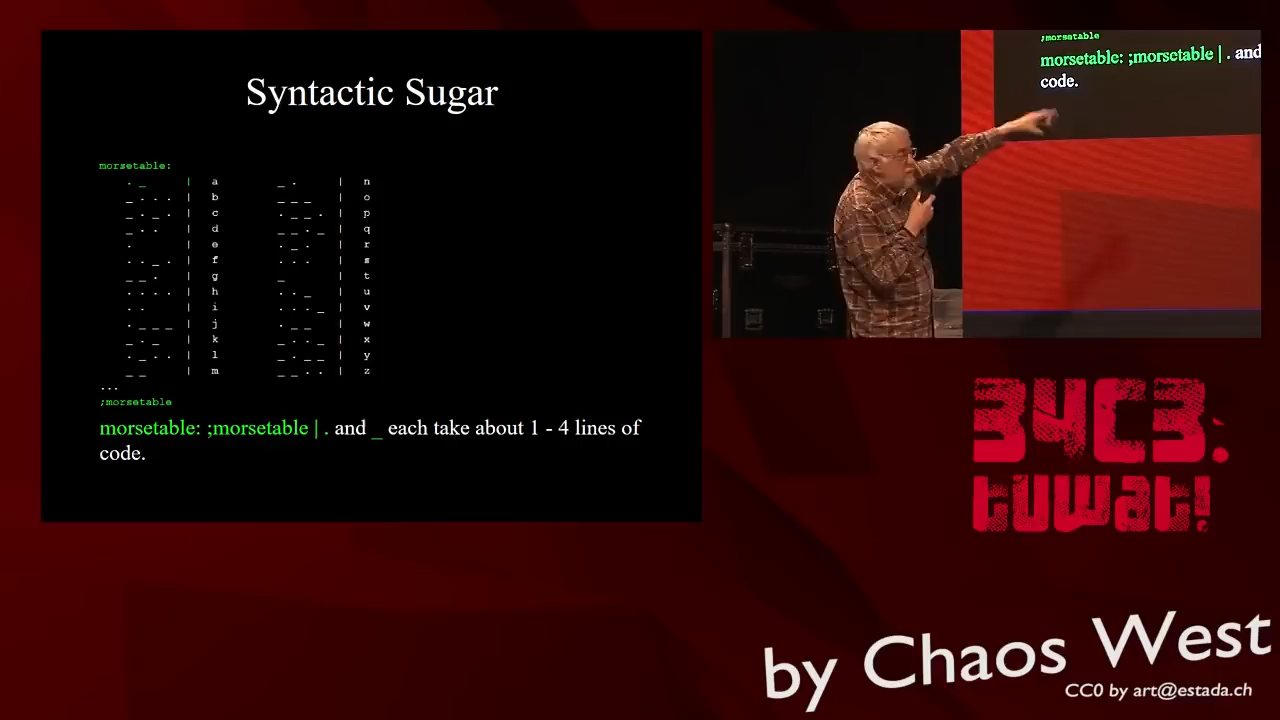 Syntactic Sugar
morsetable:
. _ | a _ . | n
_ . . . | b _ _ _ | o
_ . _ . | c . _ _ . | p
_ . . | d _ _ . _ | q
. | e . _ . | r
. . _ . | f . . . | s
_ _ . | g _ | t
. . . . | h . . _ | u
. . | i . . . _ | v
. _ _ _ | j . _ _ | w
_ . _ | k _ . . _ | x
. _ . . | l _ . _ _ | y
_ _ | m _ _ . . | z
...
;morsetable
morsetable: ;morsetable | . and _ each take about 1 - 4 lines of
code.
;morsetable
morsetable: ;morsetable | . and
code.
34C3:
tuwat!
by Chaos West
CC0 by art@estada.ch